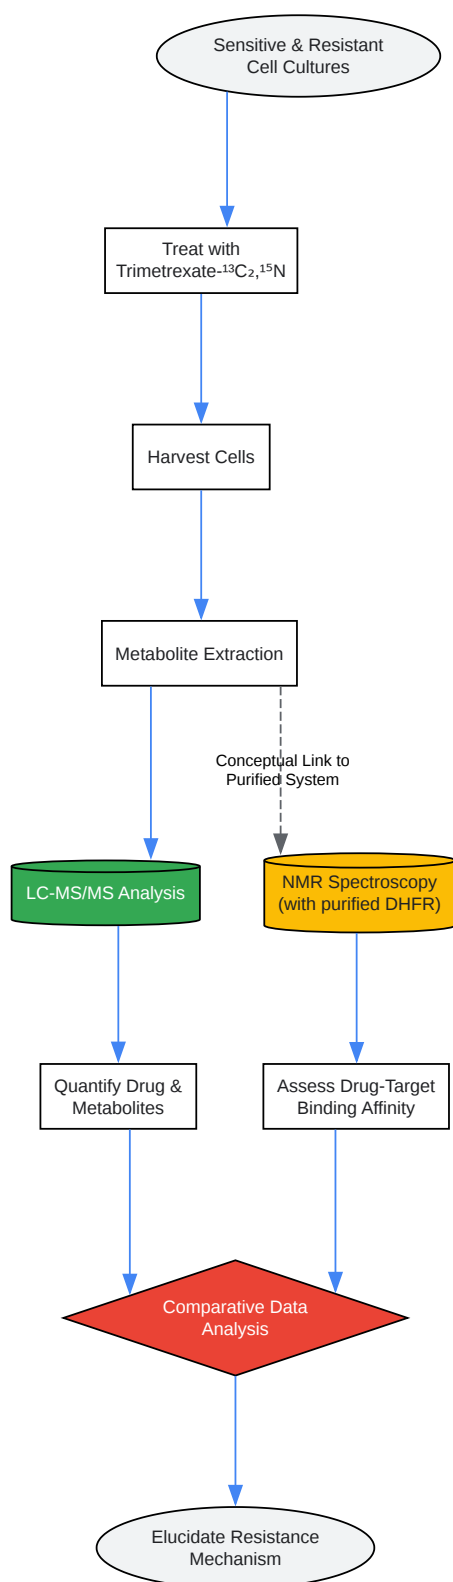 Sensitive & Resistant
Cell Cultures
Treat with
Trimetrexate-¹³C₂,¹⁵N
Harvest Cells
Metabolite Extraction
Conceptual Link to
Purified System
LC-MS/MS Analysis
NMR Spectroscopy
(with purified DHFR)
Quantify Drug &
Metabolites
Assess Drug-Target
Binding Affinity
Comparative Data
Analysis
Elucidate Resistance
Mechanism